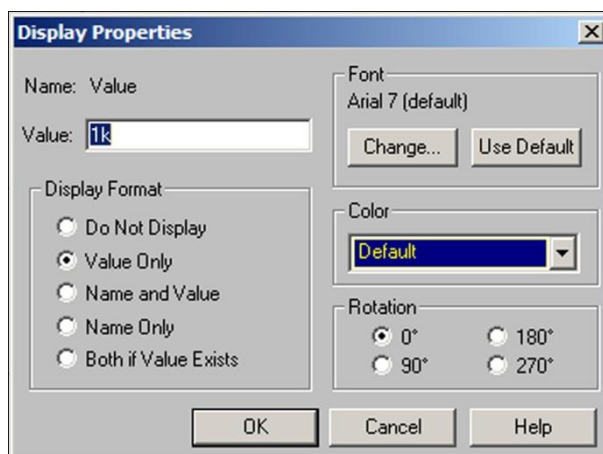 Display Properties
Name: Value
Value: 1k
Display Format
Do Not Display
Value Only
Name and Value
Name Only
Both if Value Exists
Font
Arial 7 (default)
Change...
Use Default
Color
Default
Rotation
0° 180°
90° 270°
OK Cancel Help